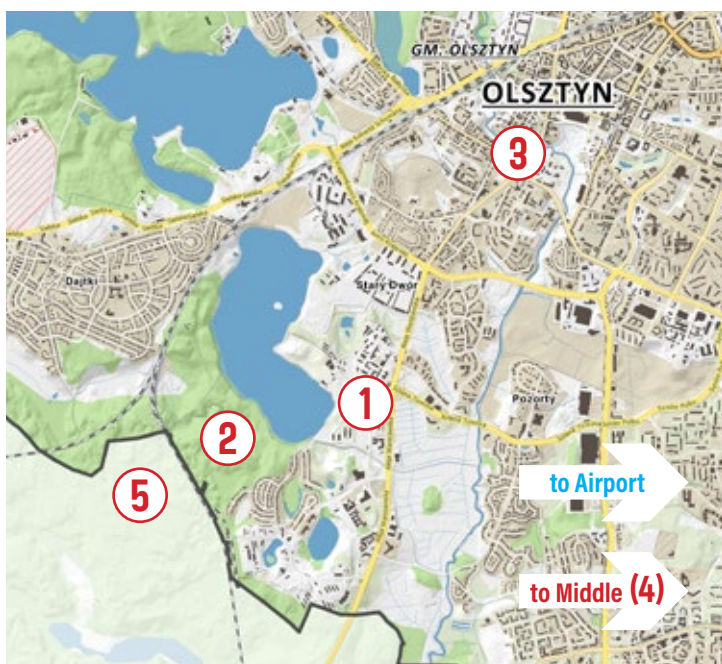 GM. OLSZTYN
OLSZTYN
3
Dajtki
Stary Dwór
1
Pozorty
2
5
to Airport
to Middle (4)